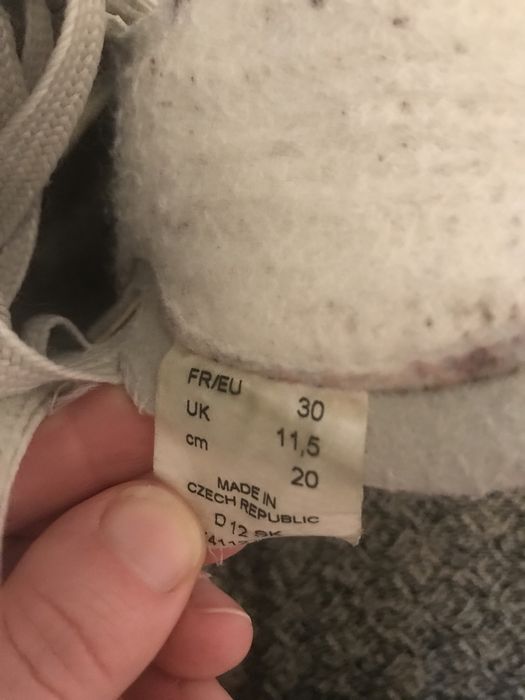 FR/EU 30
UK 11,5
cm 20
MADE IN
CZECH REPUBLIC
D 12 SK